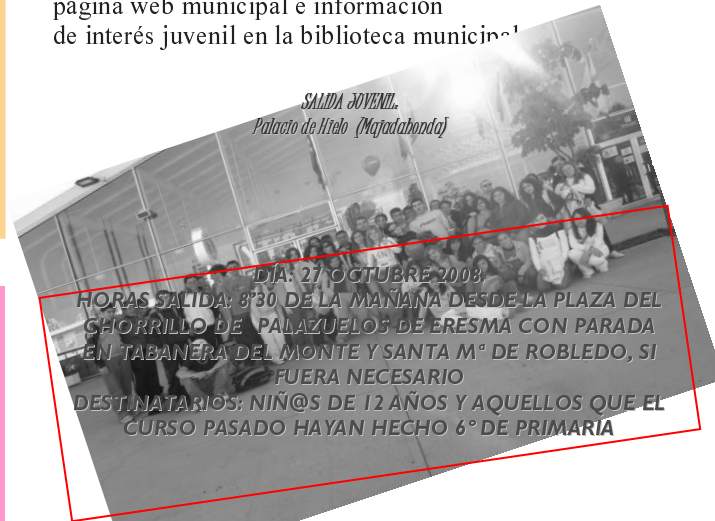 página web municipal e información
de interés juvenil en la biblioteca municipal
SALIDA JOVENIL:
Palacio de Hielo (Majadahonda)
DÍA: 27 OCTUBRE 2008
HORAS SALIDA: 8'30 DE LA MAÑANA DESDE LA PLAZA DEL
CHORRILLO DE PALAZUELOS DE ERESMA CON PARADA
EN TABANERA DEL MONTE Y SANTA Mª DE ROBLEDO, SI
FUERA NECESARIO
DESTINATARIOS: NIÑ@S DE 12 AÑOS Y AQUELLOS QUE EL
CURSO PASADO HAYAN HECHO 6º DE PRIMARIA